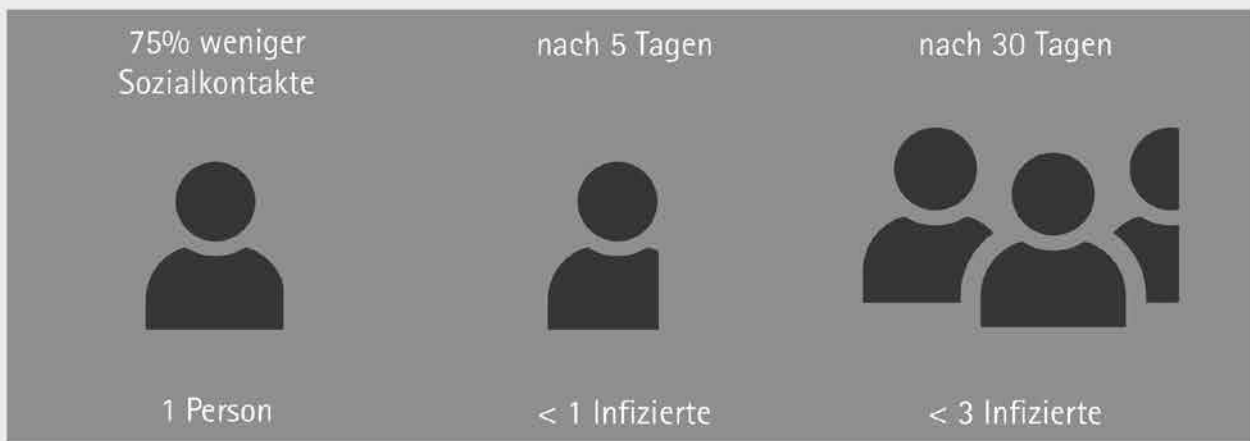 75% weniger
Sozialkontakte
nach 5 Tagen
nach 30 Tagen
1 Person
< 1 Infizierte
< 3 Infizierte